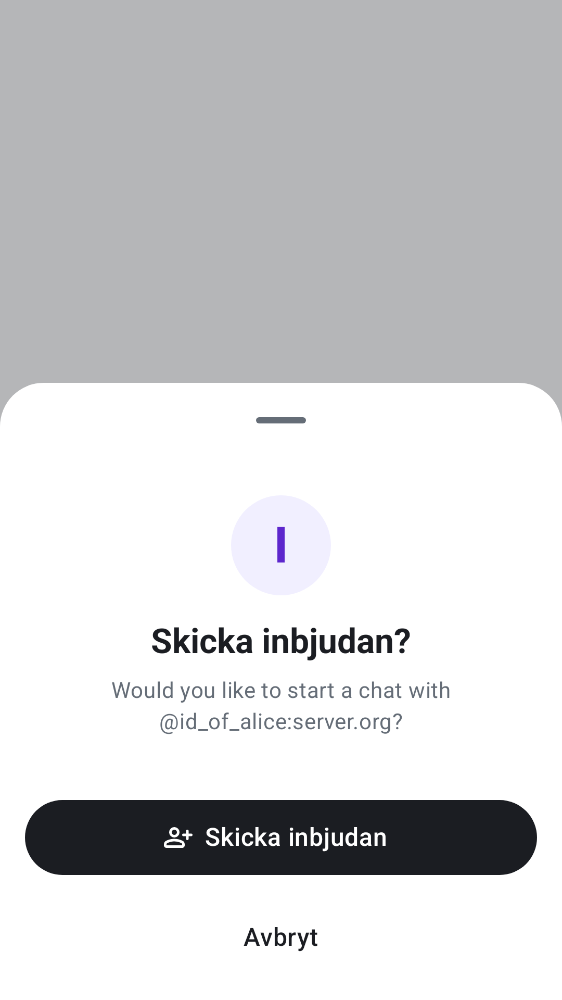 I
Skicka inbjudan?
Would you like to start a chat with
@id_of_alice:server.org?
Skicka inbjudan
Avbryt